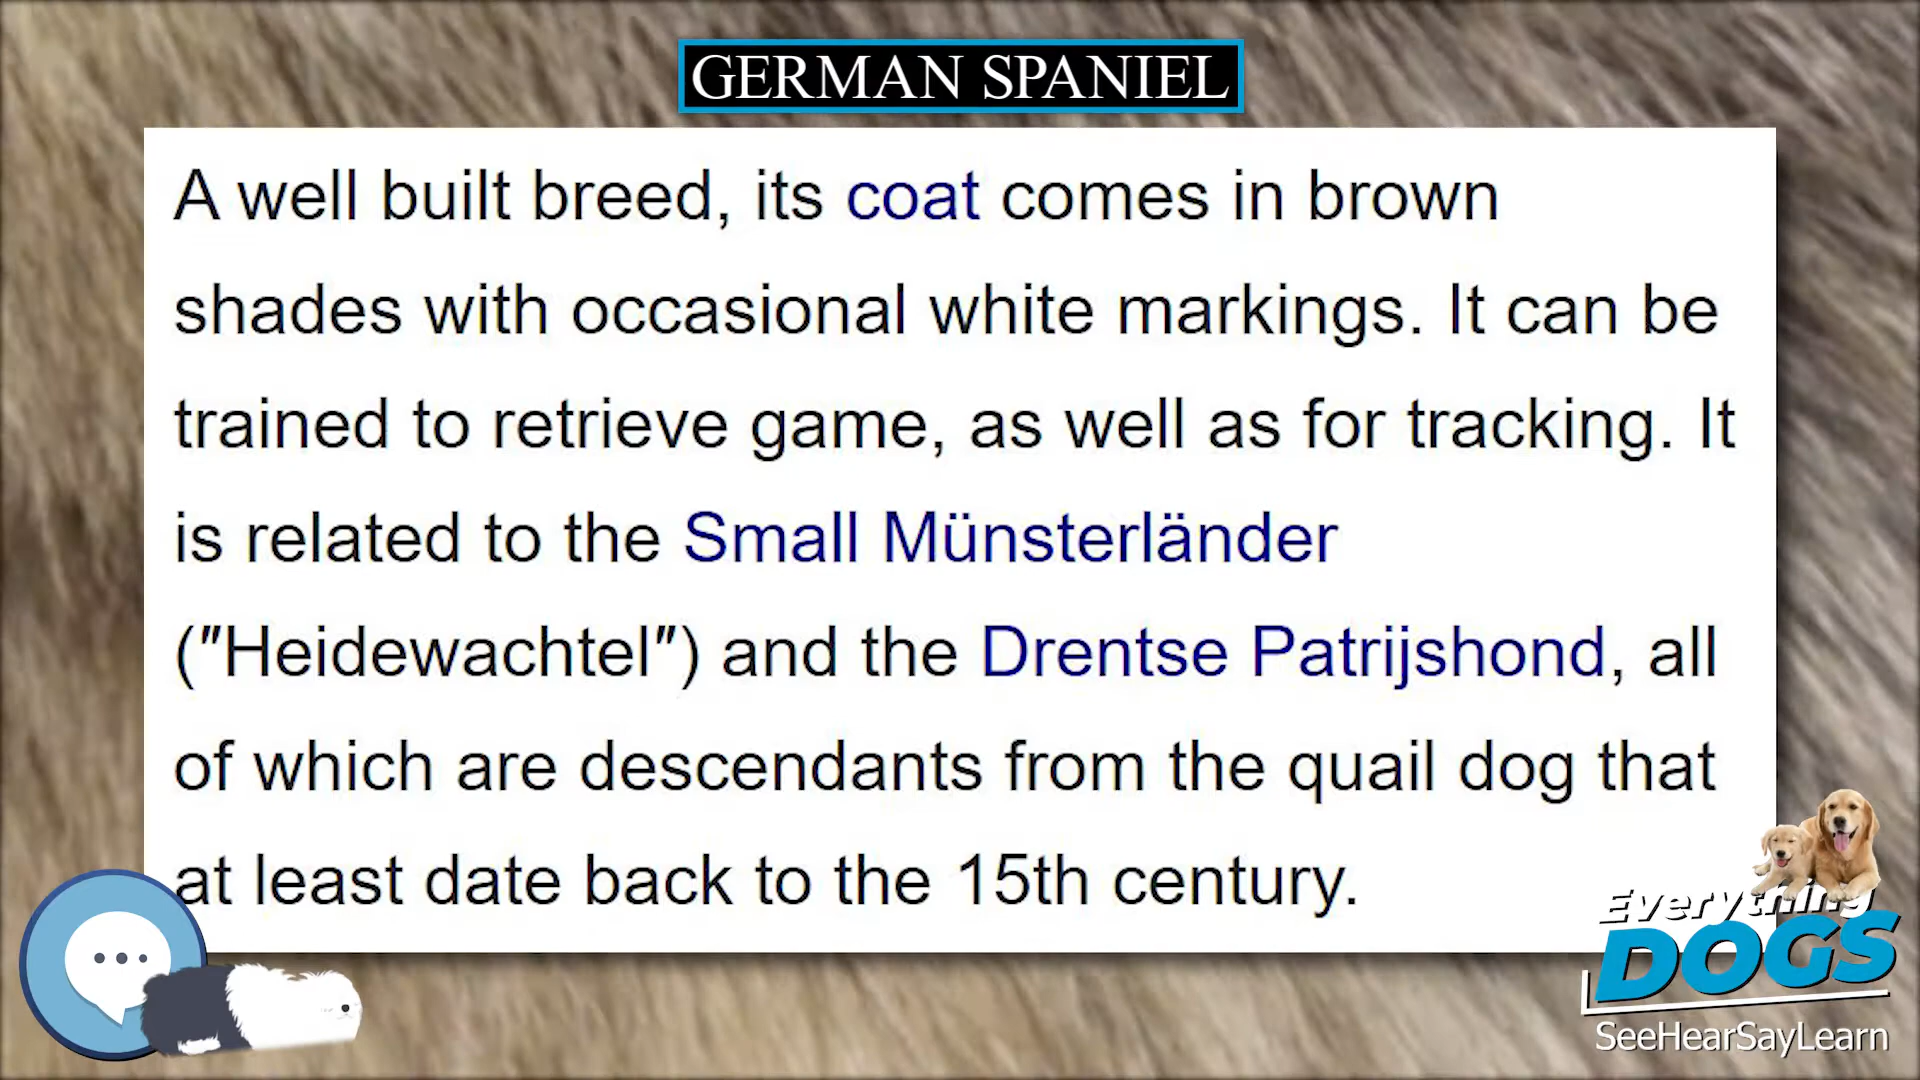 GERMAN SPANIEL
A well built breed, its coat comes in brown
shades with occasional white markings. It can be
trained to retrieve game, as well as for tracking. It
is related to the Small Münsterländer
("Heidewachtel") and the Drentse Patrijshond, all
of which are descendants from the quail dog that
at least date back to the 15th century.
Everything
DOGS
SeeHearSayLearn